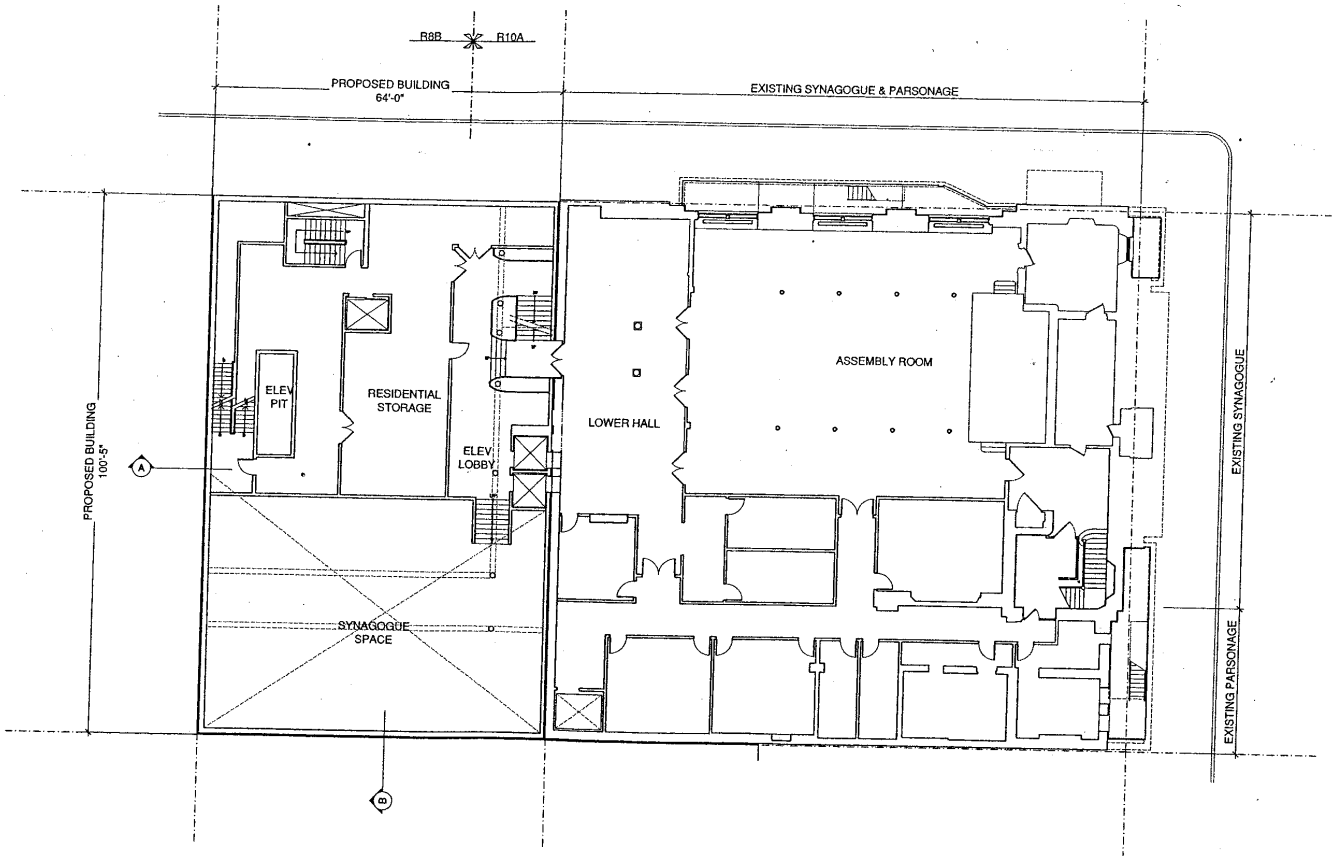 R8B R10A
PROPOSED BUILDING
64'-0"
EXISTING SYNAGOGUE & PARSONAGE
ASSEMBLY ROOM
ELEV
PIT
RESIDENTIAL
STORAGE
LOWER HALL
ELEV
LOBBY
PROPOSED BUILDING
100'-5"
A
EXISTING SYNAGOGUE
SYNAGOGUE
SPACE
EXISTING PARSONAGE
B